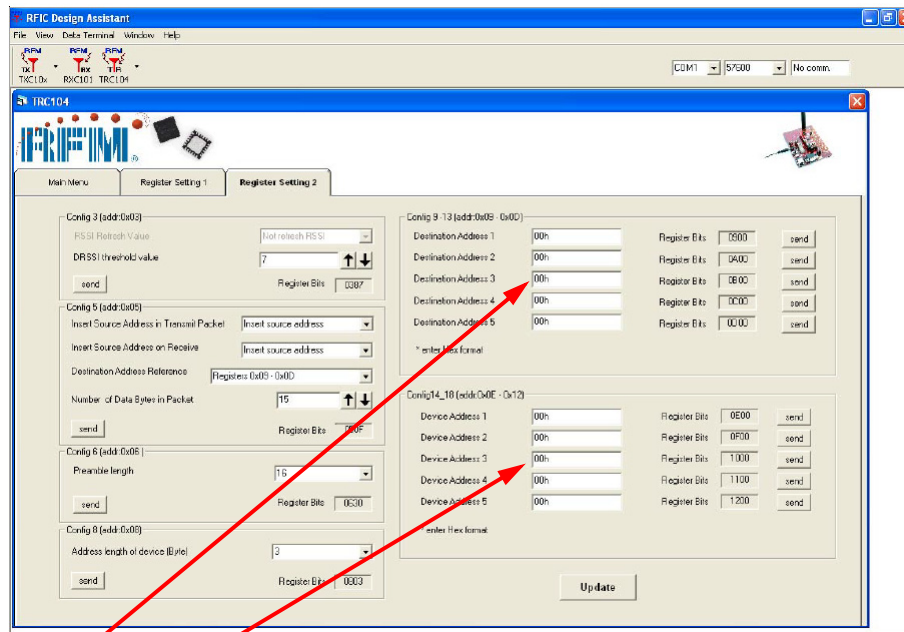 RFIC Design Assistant
File View Data Terminal Window Help
RFM RFM RFM
TX RX T/R
TXC10x RXC101 TRC104
COM1 57600 No comm.
TRC104
RFIM
Main Menu Register Setting 1 Register Setting 2
Config 3 (addr:0x03)
RSSI Refresh Value Not refresh RSSI
DRSSI threshold value 7
send Register Bits 0387
Config 5 (addr:0x05)
Insert Source Address in Transmit Packet Insert source address
Insert Source Address on Receive Insert source address
Destination Address Reference Registers 0x09 - 0x0D
Number of Data Bytes in Packet 15
send Register Bits
Config 6 (addr:0x06 )
Preamble length 16
send Register Bits 0630
Config 8 (addr:0x08)
Address length of device (Byte) 3
send Register Bits 0803
Config 9 -13 (addr:0x09 - 0x0D)
Destination Address 1 00h Register Bits 0900 send
Destination Address 2 00h Register Bits 0A00 send
Destination Address 3 00h Register Bits 0B00 send
Destination Address 4 00h Register Bits 0C00 send
Destination Address 5 00h Register Bits 0D00 send
* enter Hex format
Config14_18 (addr:0x0E - 0x12)
Device Address 1 00h Register Bits 0E00 send
Device Address 2 00h Register Bits 0F00 send
Device Address 3 00h Register Bits 1000 send
Device Address 4 00h Register Bits 1100 send
Device Address 5 00h Register Bits 1200 send
* enter Hex format
Update